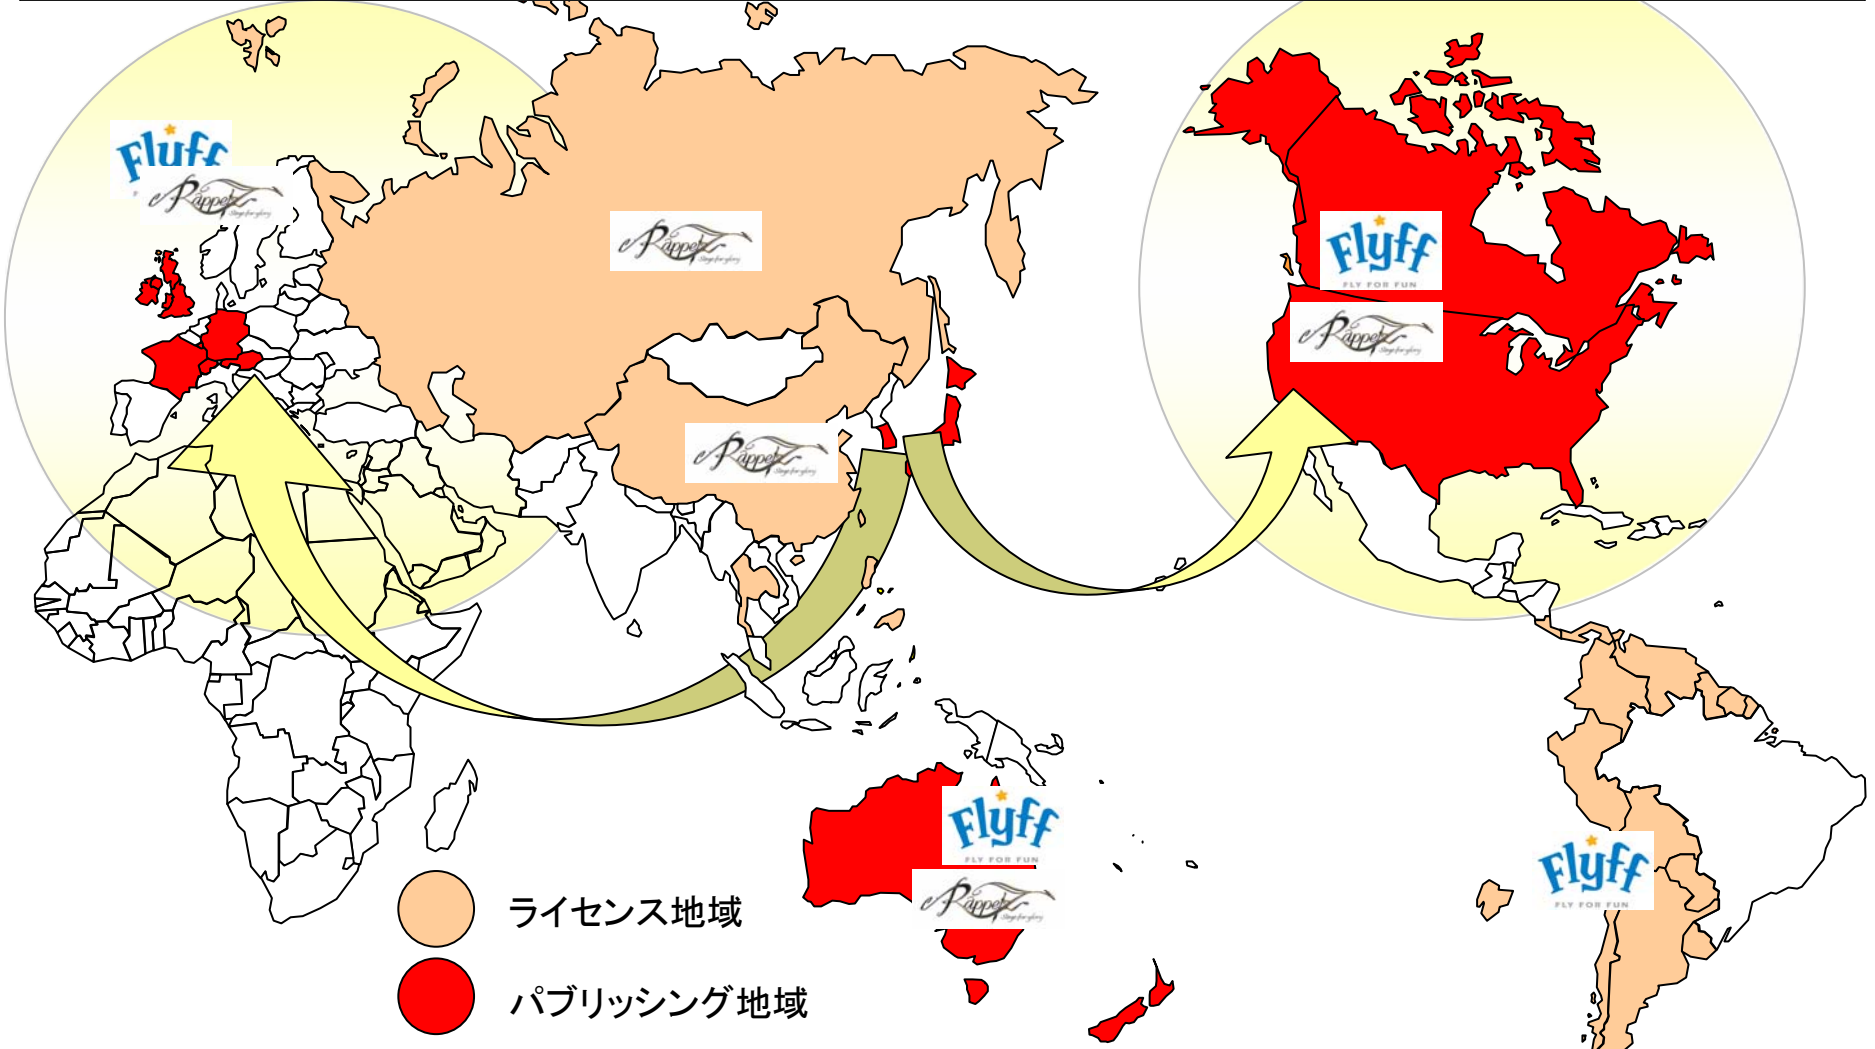 Flyff
Rappelz
Rappelz
Flyff
FLY FOR FUN
Rappelz
Rappelz
Flyff
FLY FOR FUN
Rappelz
Flyff
FLY FOR FUN
ライセンス地域
パブリッシング地域